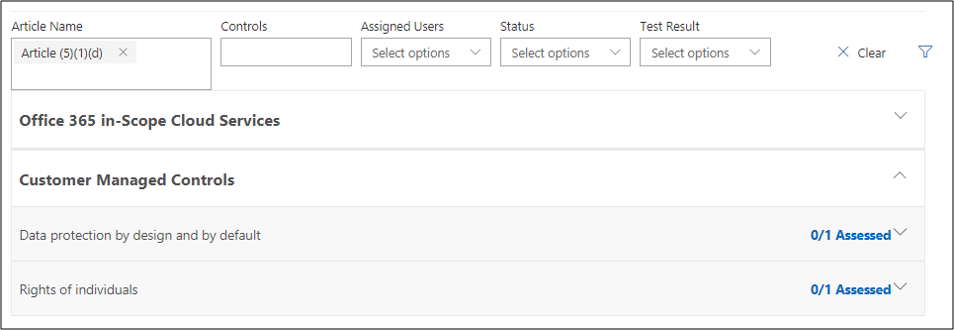 Article Name
Controls
Assigned Users
Status
Test Result
Article (5)(1)(d)
Select options
Select options
Select options
Clear
Office 365 in-Scope Cloud Services
Customer Managed Controls
Data protection by design and by default
0/1 Assessed
Rights of individuals
0/1 Assessed